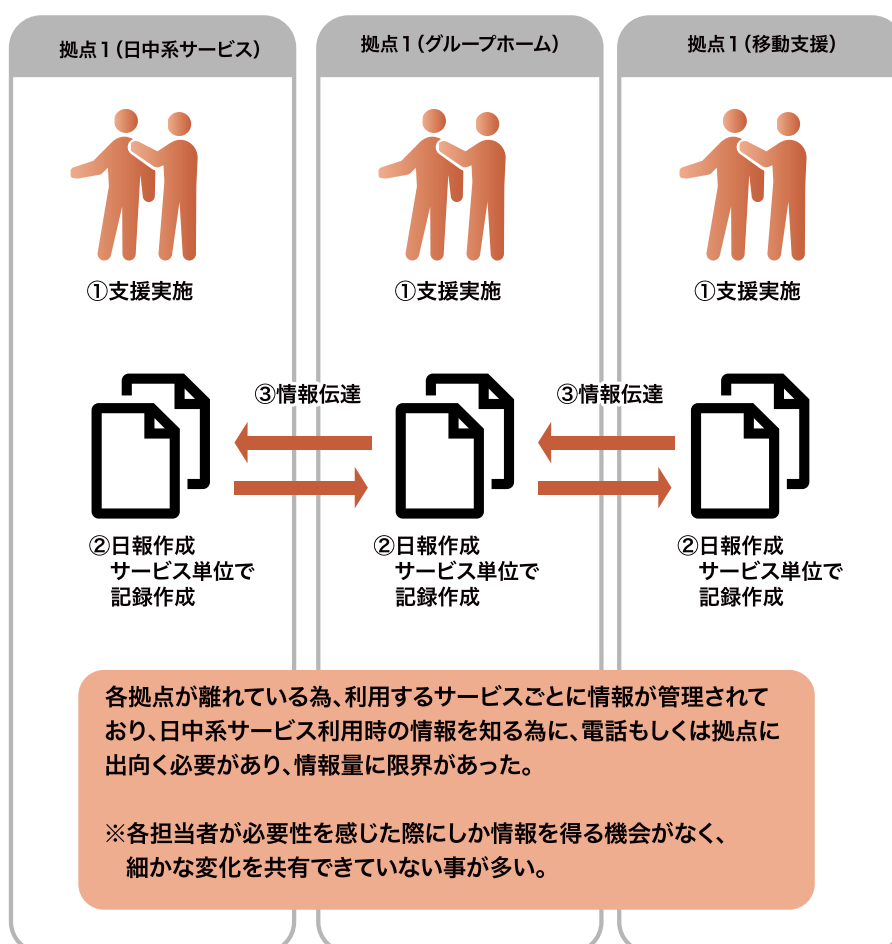 拠点1（日中系サービス）
拠点1（グループホーム）
拠点1（移動支援）
①支援実施
①支援実施
①支援実施
③情報伝達
③情報伝達
②日報作成
サービス単位で
記録作成
②日報作成
サービス単位で
記録作成
②日報作成
サービス単位で
記録作成
各拠点が離れている為、利用するサービスごとに情報が管理されて
おり、日中系サービス利用時の情報を知る為に、電話もしくは拠点に
出向く必要があり、情報量に限界があった。
※各担当者が必要性を感じた際にしか情報を得る機会がなく、
細かな変化を共有できていない事が多い。